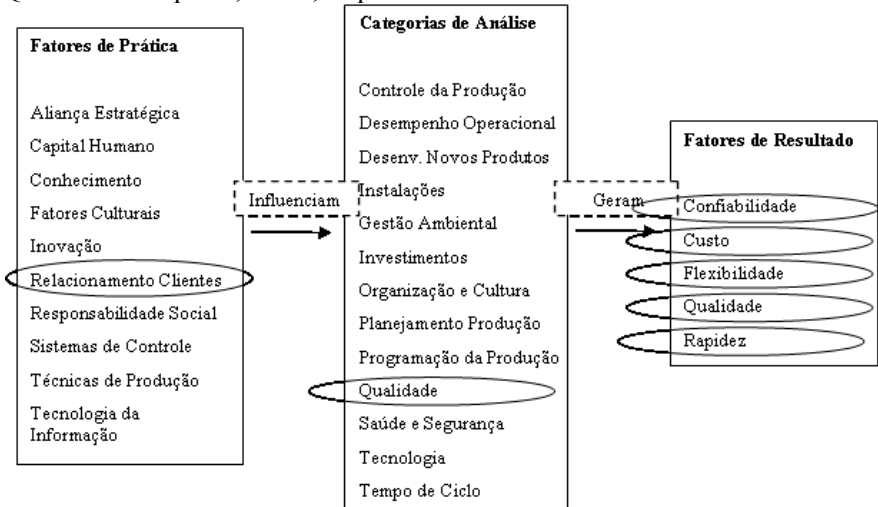 Fatores de Prática
Aliança Estratégica
Capital Humano
Conhecimento
Fatores Culturais
Inovação
Relacionamento Clientes
Responsabilidade Social
Sistemas de Controle
Técnicas de Produção
Tecnologia da
Informação
Influenciam
Categorias de Análise
Controle da Produção
Desempenho Operacional
Desenv. Novos Produtos
Instalações
Gestão Ambiental
Investimentos
Organização e Cultura
Planejamento Produção
Programação da Produção
Qualidade
Saúde e Segurança
Tecnologia
Tempo de Ciclo
Geram
Fatores de Resultado
Confiabilidade
Custo
Flexibilidade
Qualidade
Rapidez